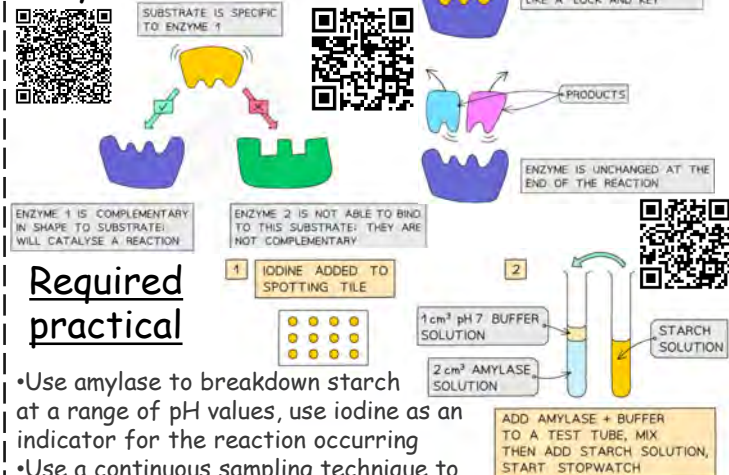 SUBSTRATE IS SPECIFIC
TO ENZYME 1
LIKE A LOCK AND KEY
PRODUCTS
ENZYME IS UNCHANGED AT THE
END OF THE REACTION
ENZYME 1 IS COMPLEMENTARY
IN SHAPE TO SUBSTRATE:
WILL CATALYSE A REACTION
ENZYME 2 IS NOT ABLE TO BIND
TO THIS SUBSTRATE: THEY ARE
NOT COMPLEMENTARY
Required
practical
1
IODINE ADDED TO
SPOTTING TILE
2
1 cm³ pH 7 BUFFER
SOLUTION
2 cm³ AMYLASE
SOLUTION
STARCH
SOLUTION
•Use amylase to breakdown starch
at a range of pH values, use iodine as an
indicator for the reaction occurring
•Use a continuous sampling technique to
ADD AMYLASE + BUFFER
TO A TEST TUBE, MIX
THEN ADD STARCH SOLUTION,
START STOPWATCH